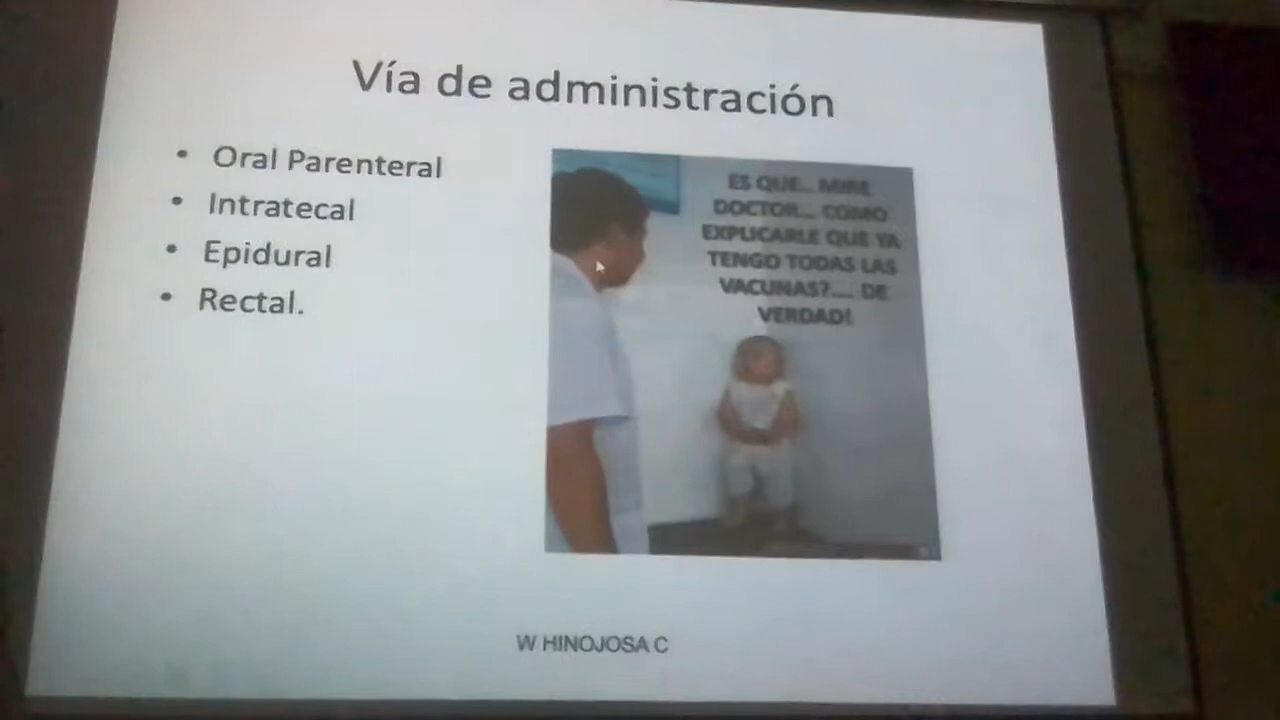 Vía de administración
• Oral Parenteral
• Intratecal
• Epidural
• Rectal.
ES QUE... MIRE
DOCTOR... COMO
EXPLICARLE QUE YA
TENGO TODAS LAS
VACUNAS?.... DE
VERDAD!
W HINOJOSA C